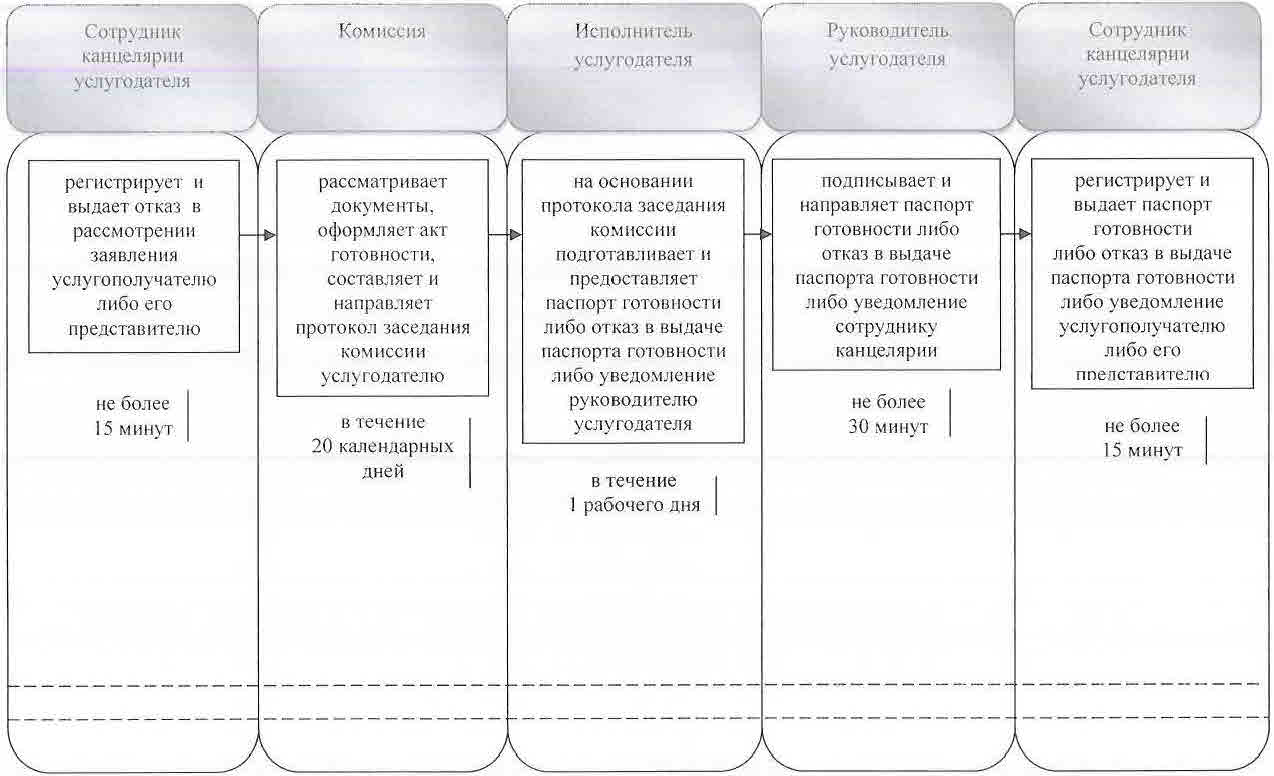 Сотрудник
канцелярии
услугодателя
Комиссия
Исполнитель
услугодателя
Руководитель
услугодателя
Сотрудник
канцелярии
услугодателя
регистрирует и
выдает отказ в
рассмотрении
заявления
услугополучателю
либо его
представителю
не более
15 минут
рассматривает
документы,
оформляет акт
готовности,
составляет и
направляет
протокол заседания
комиссии
услугодателю
в течение
20 календарных
дней
на основании
протокола заседания
комиссии
подготавливает и
предоставляет
паспорт готовности
либо отказ в выдаче
паспорта готовности
либо уведомление
руководителю
услугодателя
в течение
1 рабочего дня
подписывает и
направляет паспорт
готовности либо
отказ в выдаче
паспорта готовности
либо уведомление
сотруднику
канцелярии
не более
30 минут
регистрирует и
выдает паспорт
готовности
либо отказ в выдаче
паспорта готовности
либо уведомление
услугополучателю
либо его
представителю
не более
15 минут